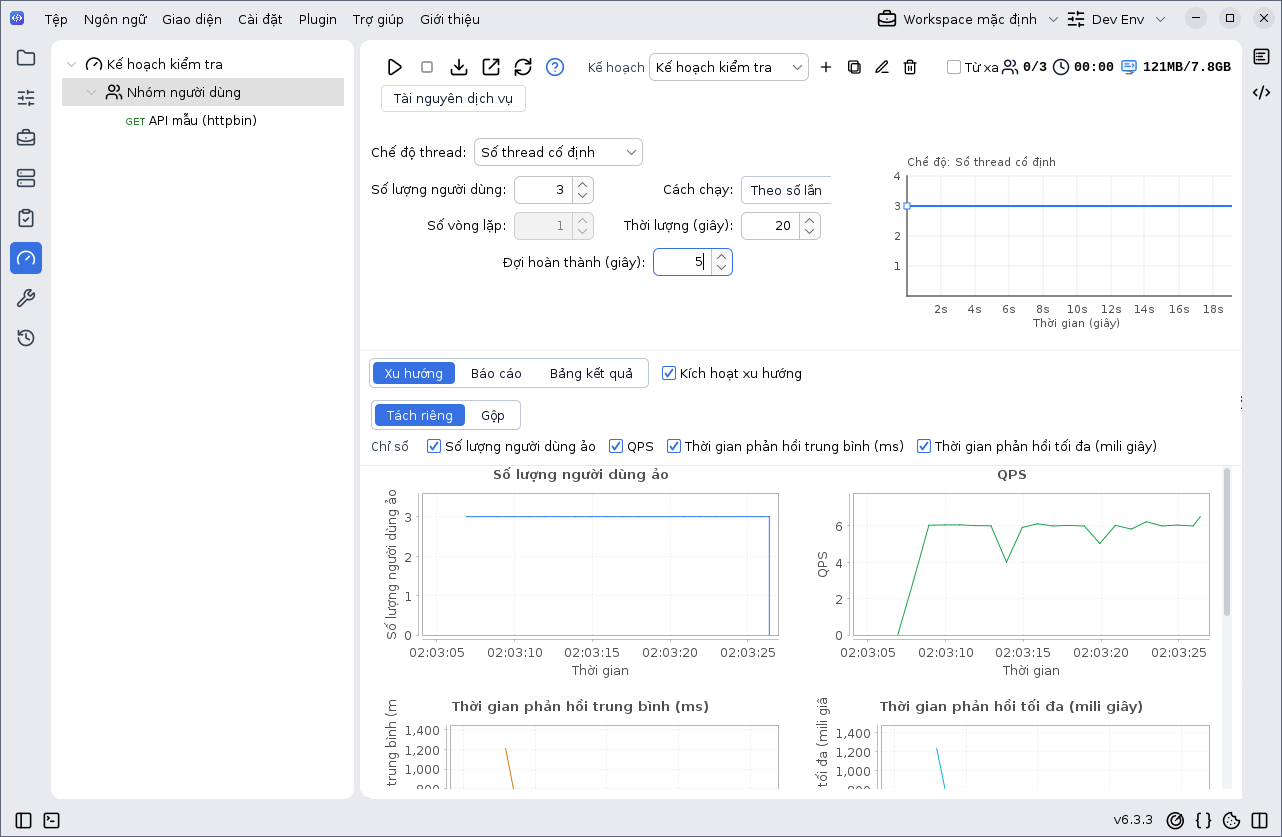 Tệp Ngôn ngữ Giao diện Cài đặt Plugin Trợ giúp Giới thiệu Workspace mặc định Dev Env
Kế hoạch kiểm tra
Nhóm người dùng
GET API mẫu (httpbin)
Kế hoạch Kế hoạch kiểm tra Từ xa 0/3 00:00 121MB/7.8GB
Tài nguyên dịch vụ
Chế độ thread: Số thread cố định
Số lượng người dùng: 3 Cách chạy: Theo số lần
Số vòng lặp: 1 Thời lượng (giây): 20
Đợi hoàn thành (giây): 5
Chế độ: Số thread cố định
4
3
2
1
2s 4s 6s 8s 10s 12s 14s 16s 18s
Thời gian (giây)
Xu hướng Báo cáo Bảng kết quả Kích hoạt xu hướng
Tách riêng Gộp
Chỉ số Số lượng người dùng ảo QPS Thời gian phản hồi trung bình (ms) Thời gian phản hồi tối đa (mili giây)
Số lượng người dùng ảo
Số lượng người dùng ảo
3
2
1
0
02:03:05 02:03:10 02:03:15 02:03:20 02:03:25
Thời gian
QPS
QPS
6
4
2
0
02:03:05 02:03:10 02:03:15 02:03:20 02:03:25
Thời gian
Thời gian phản hồi trung bình (ms)
trung bình (m
1,400
1,200
1,000
800
Thời gian phản hồi tối đa (mili giây)
tối đa (mili giâ
1,400
1,200
1,000
800
v6.3.3